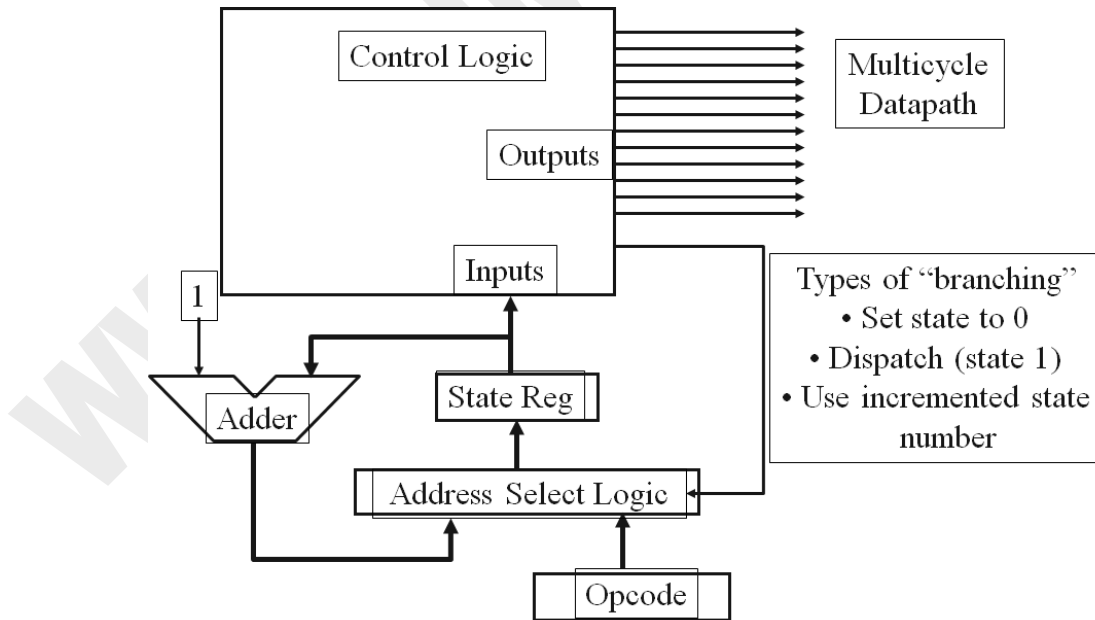 Control Logic
Multicycle
Datapath
Outputs
Inputs
1
Types of “branching”
• Set state to 0
• Dispatch (state 1)
• Use incremented state
number
State Reg
Adder
Address Select Logic
Opcode